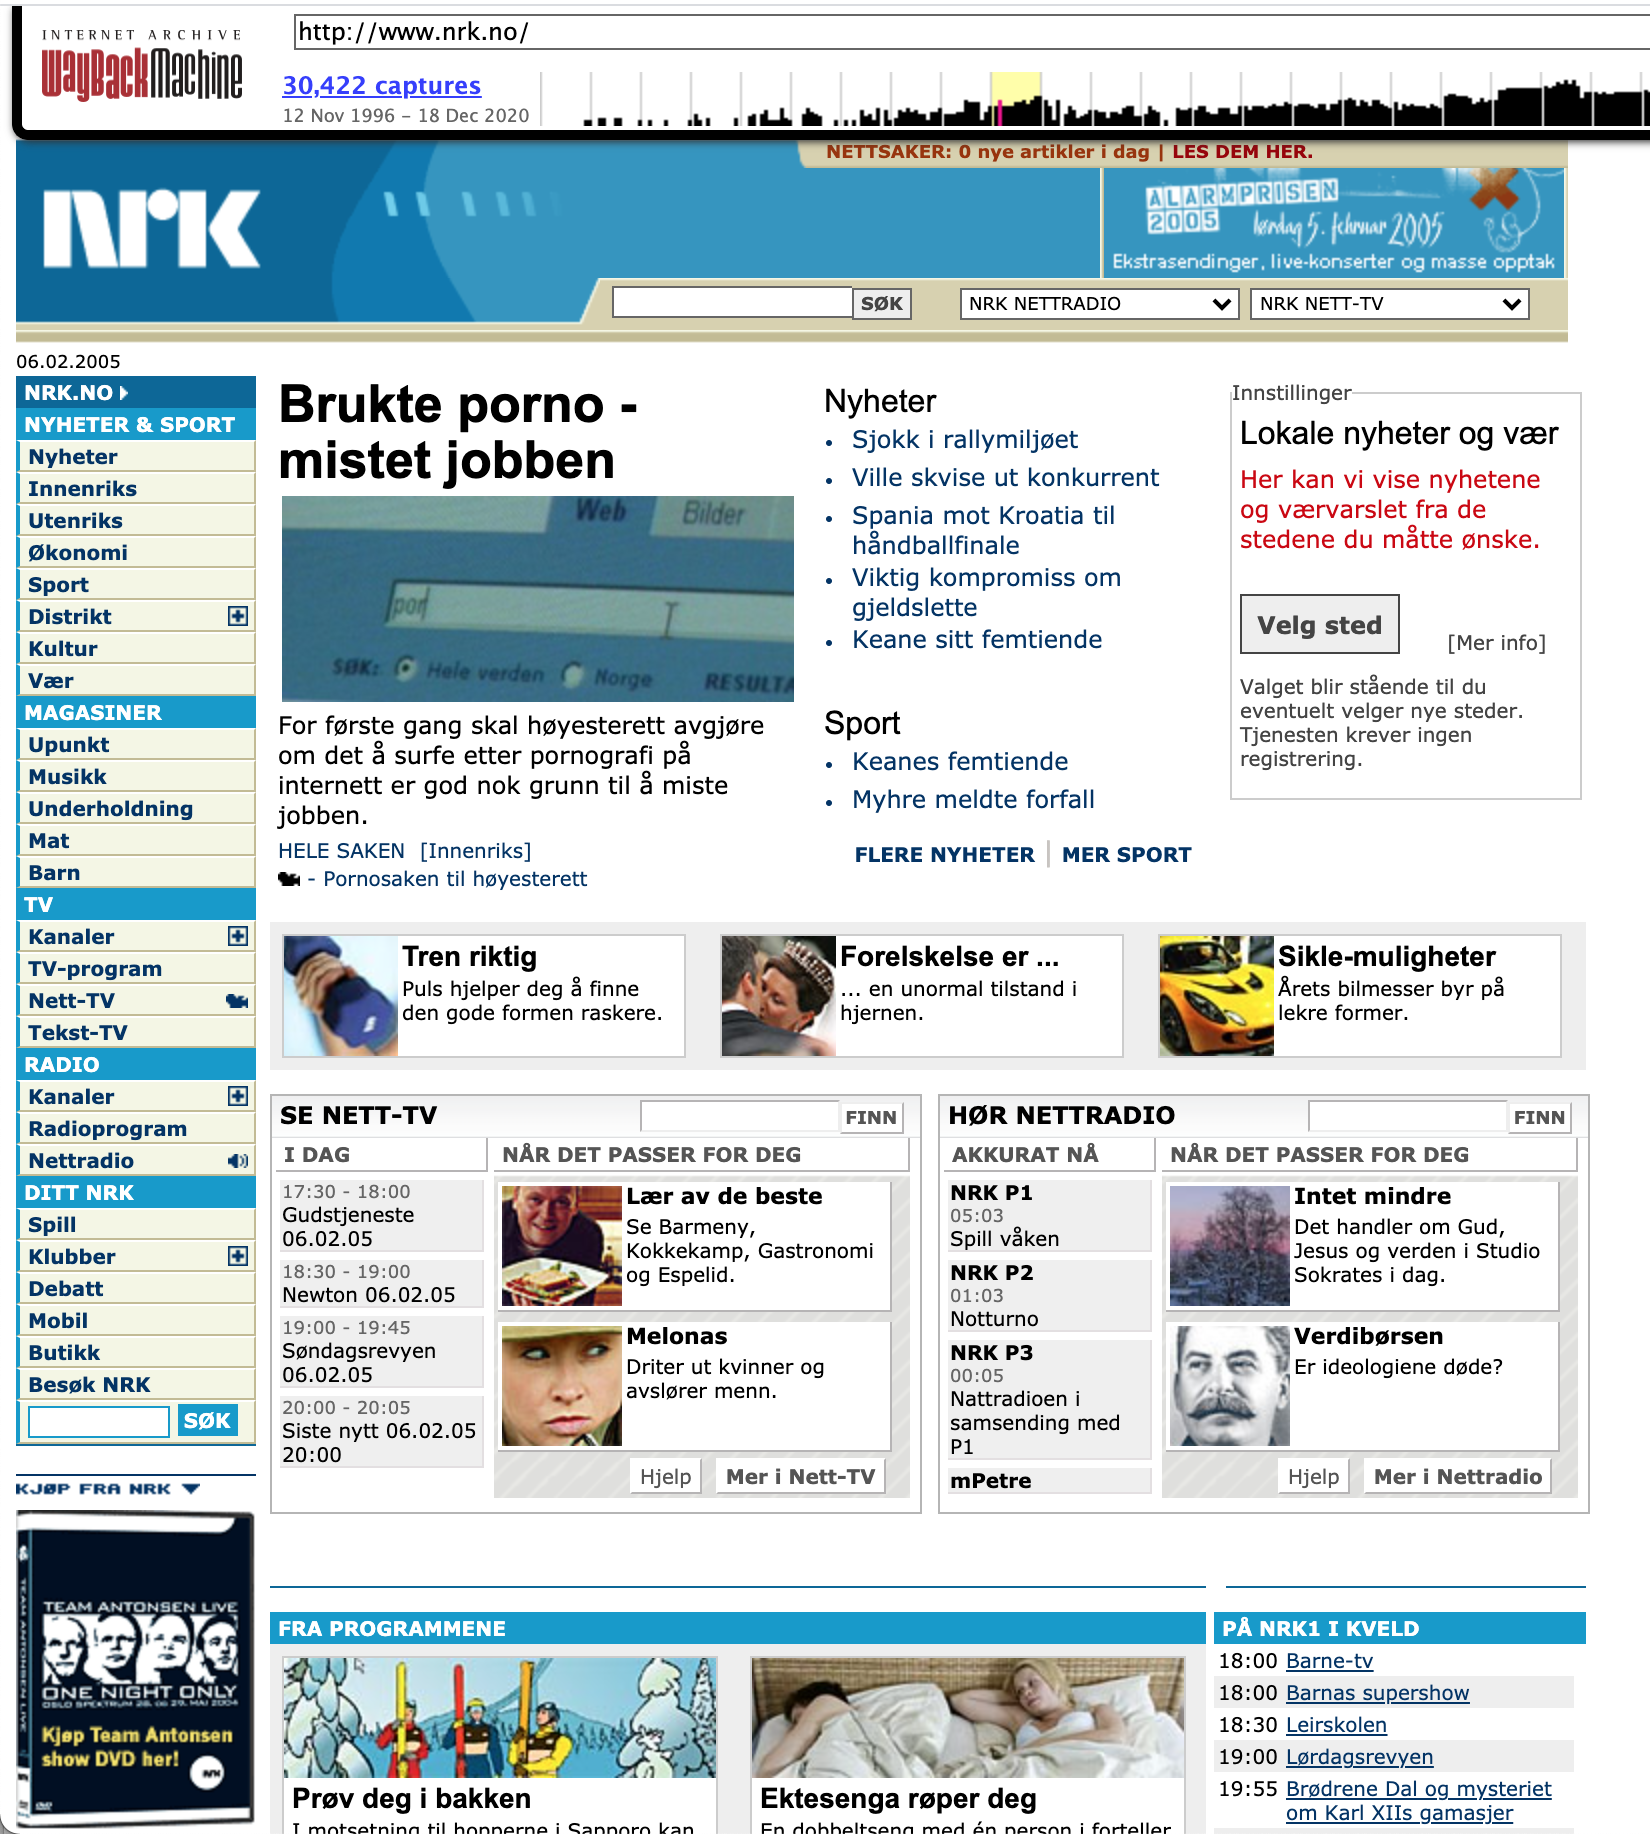 INTERNET ARCHIVE
WayBackMachine
http://www.nrk.no/
30,422 captures
12 Nov 1996 – 18 Dec 2020
NETTSAKER: 0 nye artikler i dag | LES DEM HER.
NRK
ALARMPRISEN
2005
lørdag 5. februar 2005
Ekstrasendinger, live-konserter og masse opptak
SØK
NRK NETTRADIO
NRK NETT-TV
06.02.2005
NRK.NO
NYHETER & SPORT
Nyheter
Innenriks
Utenriks
Økonomi
Sport
Distrikt
Kultur
Vær
MAGASINER
Upunkt
Musikk
Underholdning
Mat
Barn
TV
Kanaler
TV-program
Nett-TV
Tekst-TV
RADIO
Kanaler
Radioprogram
Nettradio
DITT NRK
Spill
Klubber
Debatt
Mobil
Butikk
Besøk NRK
SØK
KJØP FRA NRK
TEAM ANTONSEN LIVE
TEAM ANTONSEN LIVE
ONE NIGHT ONLY
OSLO SPEKTRUM 28. og 29. MAI 2004
Kjøp Team Antonsen
show DVD her!
NRK
Brukte porno -
mistet jobben
Web
Bilder
por
SØK:
Hele verden
Norge
RESULTA
For første gang skal høyesterett avgjøre
om det å surfe etter pornografi på
internett er god nok grunn til å miste
jobben.
HELE SAKEN [Innenriks]
- Pornosaken til høyesterett
Nyheter
• Sjokk i rallymiljøet
• Ville skvise ut konkurrent
• Spania mot Kroatia til
håndballfinale
• Viktig kompromiss om
gjeldslette
• Keane sitt femtiende
Sport
• Keanes femtiende
• Myhre meldte forfall
FLERE NYHETER | MER SPORT
Innstillinger
Lokale nyheter og vær
Her kan vi vise nyhetene
og værvarslet fra de
stedene du måtte ønske.
Velg sted
[Mer info]
Valget blir stående til du
eventuelt velger nye steder.
Tjenesten krever ingen
registrering.
Tren riktig
Puls hjelper deg å finne
den gode formen raskere.
Forelskelse er ...
... en unormal tilstand i
hjernen.
Sikle-muligheter
Årets bilmesser byr på
lekre former.
SE NETT-TV
FINN
I DAG
17:30 - 18:00
Gudstjeneste
06.02.05
18:30 - 19:00
Newton 06.02.05
19:00 - 19:45
Søndagsrevyen
06.02.05
20:00 - 20:05
Siste nytt 06.02.05
20:00
NÅR DET PASSER FOR DEG
Lær av de beste
Se Barmeny,
Kokkekamp, Gastronomi
og Espelid.
Melonas
Driter ut kvinner og
avslører menn.
Hjelp
Mer i Nett-TV
HØR NETTRADIO
FINN
AKKURAT NÅ
NRK P1
05:03
Spill våken
NRK P2
01:03
Notturno
NRK P3
00:05
Nattradioen i
samsending med
P1
mPetre
NÅR DET PASSER FOR DEG
Intet mindre
Det handler om Gud,
Jesus og verden i Studio
Sokrates i dag.
Verdibørsen
Er ideologiene døde?
Hjelp
Mer i Nettradio
FRA PROGRAMMENE
Prøv deg i bakken
I motsetning til hopperne i Sapporo kan
Ektesenga røper deg
En dobbeltseng med én person i forteller
PÅ NRK1 I KVELD
18:00 Barne-tv
18:00 Barnas supershow
18:30 Leirskolen
19:00 Lørdagsrevyen
19:55 Brødrene Dal og mysteriet
om Karl XIIs gamasjer